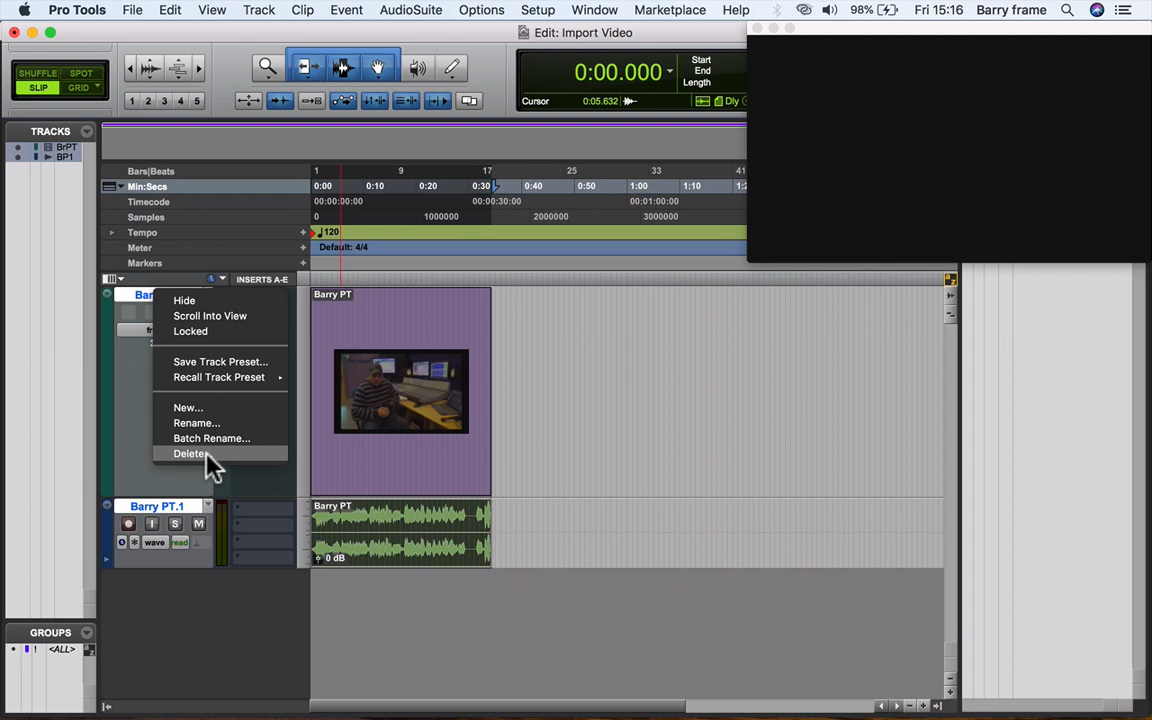 Pro Tools File Edit View Track Clip Event AudioSuite Options Setup Window Marketplace Help 98% Fri 15:16 Barry frame
Edit: Import Video
SHUFFLE SPOT
SLIP GRID
1 2 3 4 5
0:00.000
Start
End
Length
Cursor 0:05.632
Dly
TRACKS
BrPT
BP1
Bars|Beats 1 9 17 25 33 41
Min:Secs 0:00 0:10 0:20 0:30 0:40 0:50 1:00 1:10
Timecode 00:00:00:00 00:00:30:00 00:01:00:00
Samples 0 1000000 2000000 3000000
Tempo + 120
Meter + Default: 4/4
Markers +
INSERTS A-E
a z
Bar
Barry PT
Hide
Scroll Into View
Locked
Save Track Preset...
Recall Track Preset
New...
Rename...
Batch Rename...
Delete
Barry PT.1
Barry PT
I S M
wave read
0 dB
GROUPS
! <ALL>
a z